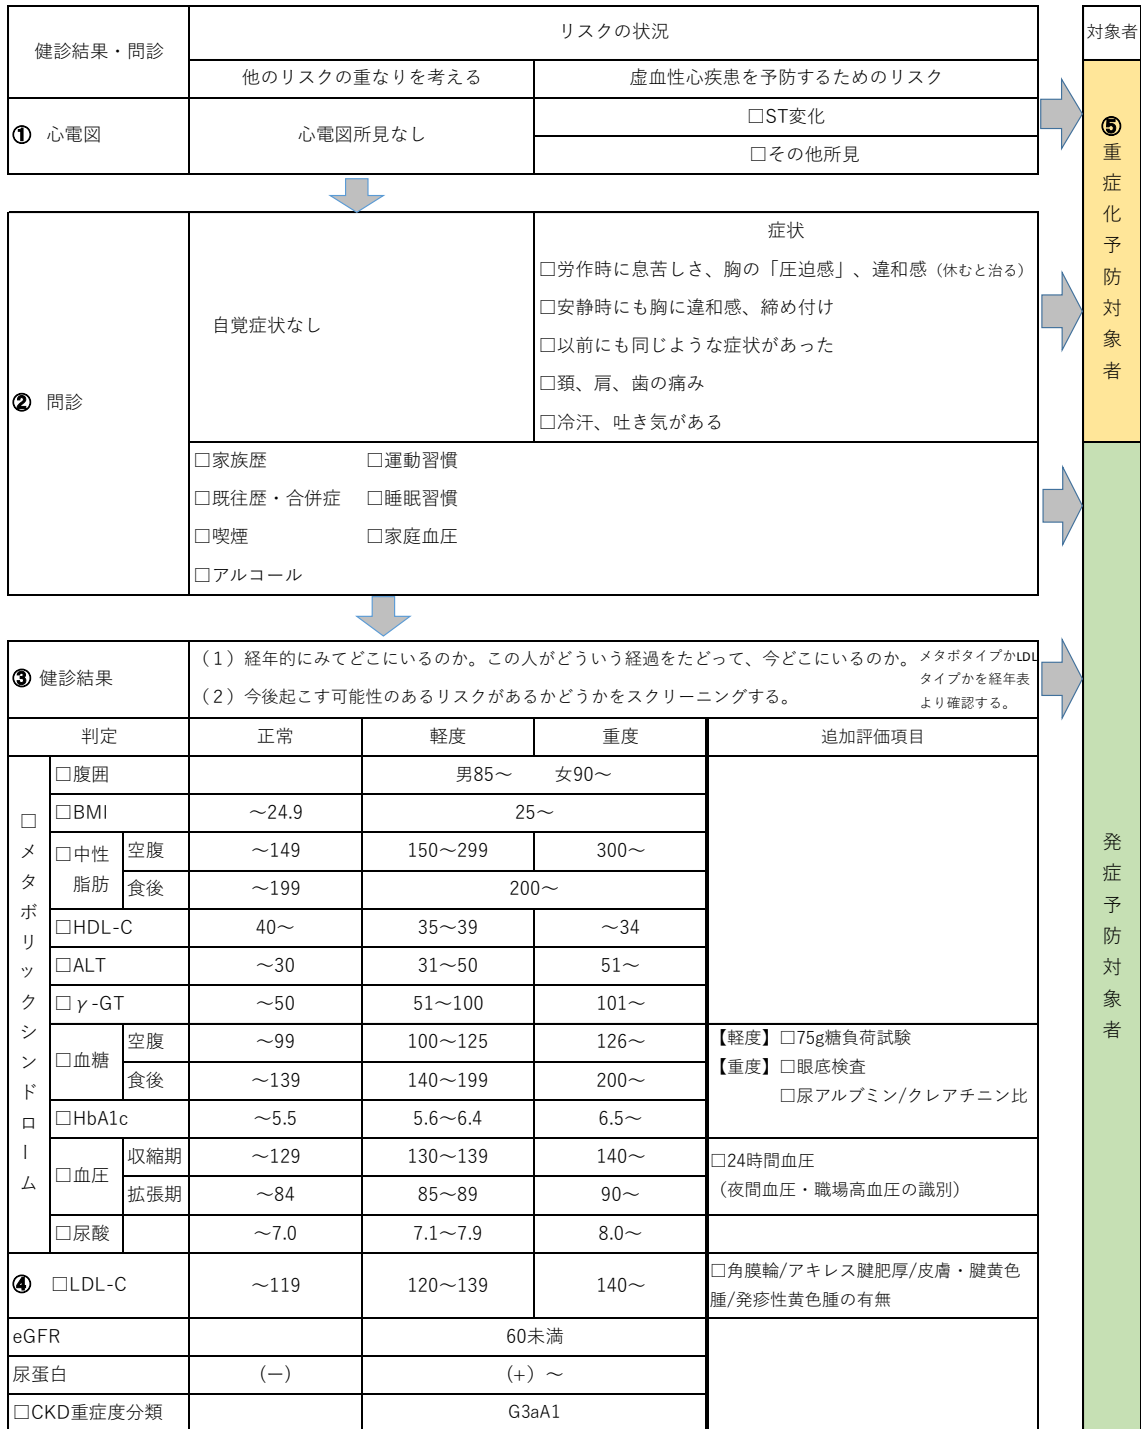 健診結果・問診
リスクの状況
対象者
他のリスクの重なりを考える
虚血性心疾患を予防するためのリスク
① 心電図
心電図所見なし
□ST変化
□その他所見
⑤
重症化予防対象者
② 問診
自覚症状なし
症状
□労作時に息苦しさ、胸の「圧迫感」、違和感（休むと治る）
□安静時にも胸に違和感、締め付け
□以前にも同じような症状があった
□頚、肩、歯の痛み
□冷汗、吐き気がある
□家族歴 □運動習慣
□既往歴・合併症 □睡眠習慣
□喫煙 □家庭血圧
□アルコール
③ 健診結果
（１）経年的にみてどこにいるのか。この人がどういう経過をたどって、今どこにいるのか。
（２）今後起こす可能性のあるリスクがあるかどうかをスクリーニングする。
メタボタイプかLDL
タイプかを経年表
より確認する。
判定 正常 軽度 重度 追加評価項目
□メタボリックシンドローム
□腹囲 男85～ 女90～
□BMI ～24.9 25～
□中性脂肪 空腹 ～149 150～299 300～
食後 ～199 200～
□HDL-C 40～ 35～39 ～34
□ALT ～30 31～50 51～
□γ-GT ～50 51～100 101～
□血糖 空腹 ～99 100～125 126～
食後 ～139 140～199 200～
□HbA1c ～5.5 5.6～6.4 6.5～
【軽度】□75g糖負荷試験
【重度】□眼底検査
□尿アルブミン/クレアチニン比
□血圧 収縮期 ～129 130～139 140～
拡張期 ～84 85～89 90～
□24時間血圧
（夜間血圧・職場高血圧の識別）
□尿酸 ～7.0 7.1～7.9 8.0～
④ □LDL-C ～119 120～139 140～
□角膜輪/アキレス腱肥厚/皮膚・腱黄色
腫/発疹性黄色腫の有無
eGFR 60未満
尿蛋白 （－） （+）～
□CKD重症度分類 G3aA1
発症予防対象者